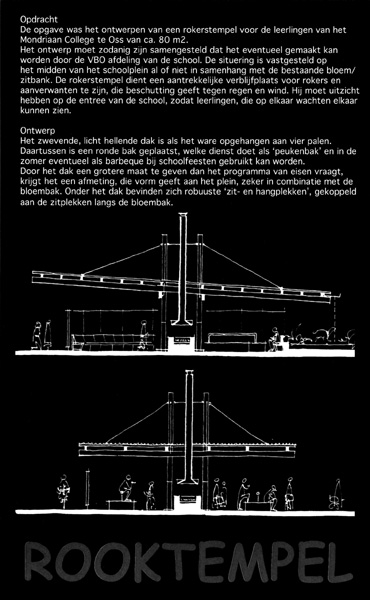 Opdracht
De opgave was het ontwerpen van een rokerstempel voor de leerlingen van het
Mondriaan College te Oss van ca. 80 m2.
Het ontwerp moet zodanig zijn samengesteld dat het eventueel gemaakt kan
worden door de VBO afdeling van de school. De situering is vastgesteld op
het midden van het schoolplein al of niet in samenhang met de bestaande bloem/
zitbank. De rokerstempel dient een aantrekkelijke verblijfplaats voor rokers en
aanverwanten te zijn, die beschutting geeft tegen regen en wind. Hij moet uitzicht
hebben op de entree van de school, zodat leerlingen, die op elkaar wachten elkaar
kunnen zien.
Ontwerp
Het zwevende, licht hellende dak is als het ware opgehangen aan vier palen.
Daartussen is een ronde bak geplaatst, welke dienst doet als 'peukenbak' en in de
zomer eventueel als barbeque bij schoolfeesten gebruikt kan worden.
Door het dak een grotere maat te geven dan het programma van eisen vraagt,
krijgt het een afmeting, die vorm geeft aan het plein, zeker in combinatie met de
bloembak. Onder het dak bevinden zich robuuste 'zit- en hangplekken', gekoppeld
aan de zitplekken langs de bloembak.
ROOKTEMPEL